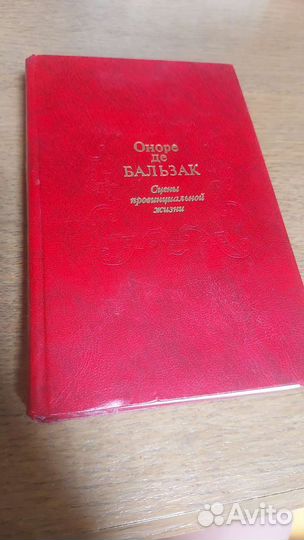 Оноре
де
БАЛЬЗАК
Сцены
провинциальной
жизни
Avito